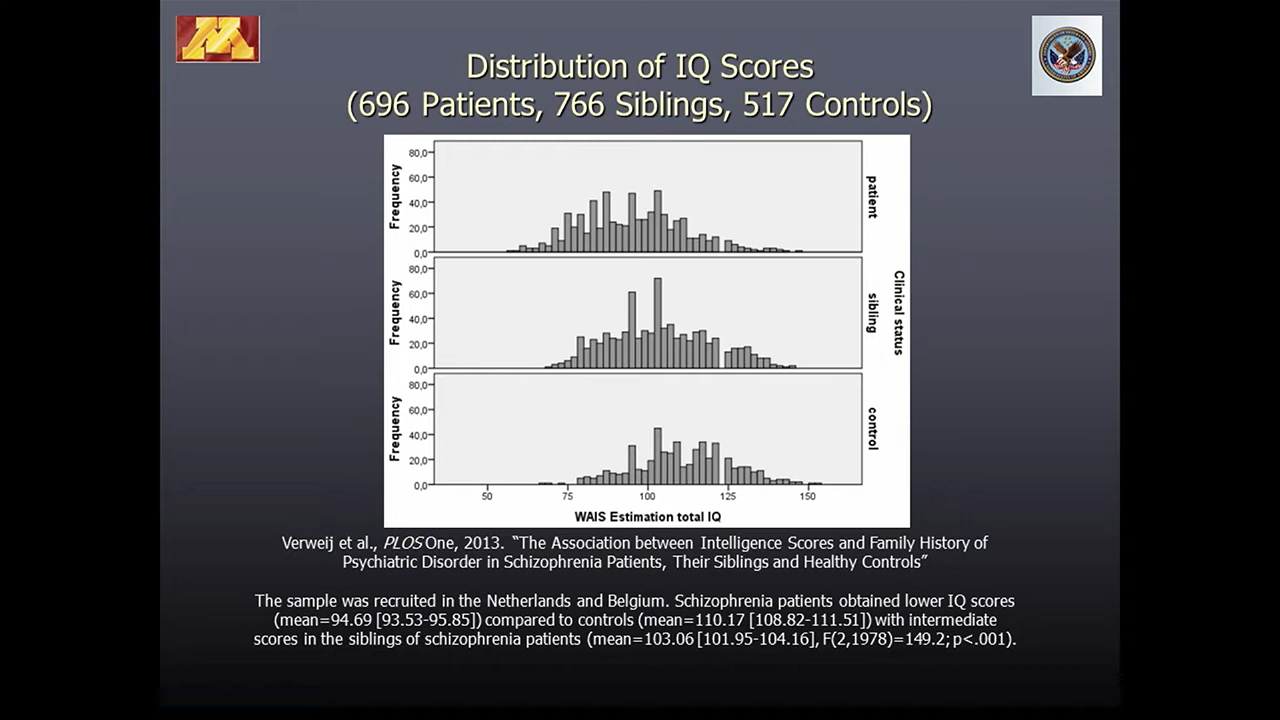 Distribution of IQ Scores
(696 Patients, 766 Siblings, 517 Controls)
80,0
60,0
40,0
20,0
0,0
Frequency
patient
80,0
60,0
40,0
20,0
0,0
Frequency
sibling
Clinical status
80,0
60,0
40,0
20,0
0,0
Frequency
control
50 75 100 125 150
WAIS Estimation total IQ
Verweij et al., PLOS One, 2013. “The Association between Intelligence Scores and Family History of
Psychiatric Disorder in Schizophrenia Patients, Their Siblings and Healthy Controls”
The sample was recruited in the Netherlands and Belgium. Schizophrenia patients obtained lower IQ scores
(mean=94.69 [93.53-95.85]) compared to controls (mean=110.17 [108.82-111.51]) with intermediate
scores in the siblings of schizophrenia patients (mean=103.06 [101.95-104.16], F(2,1978)=149.2; p<.001).